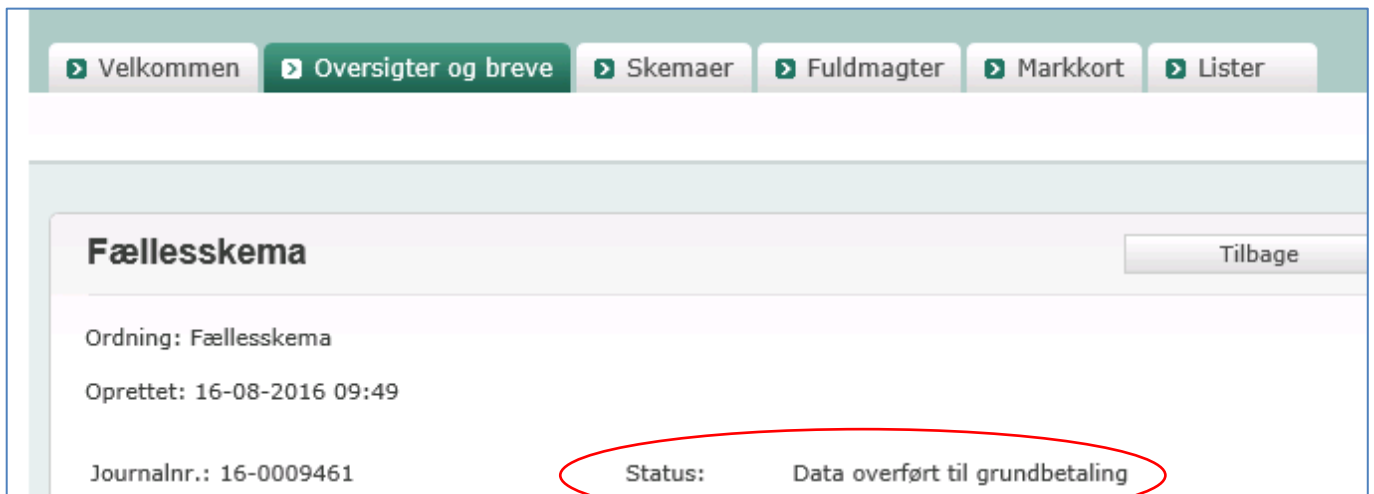 Velkommen Oversigter og breve Skemaer Fuldmagter Markkort Lister
Fællesskema Tilbage
Ordning: Fællesskema
Oprettet: 16-08-2016 09:49
Journalnr.: 16-0009461 Status: Data overført til grundbetaling